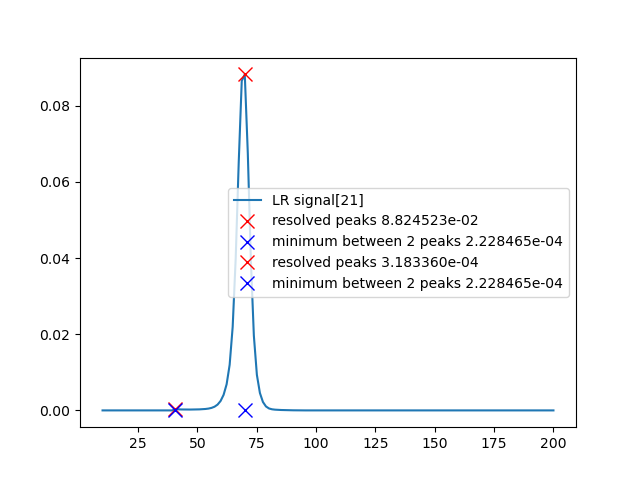 0.08
0.06
0.04
0.02
0.00
LR signal[21]
resolved peaks 8.824523e-02
minimum between 2 peaks 2.228465e-04
resolved peaks 3.183360e-04
minimum between 2 peaks 2.228465e-04
25 50 75 100 125 150 175 200